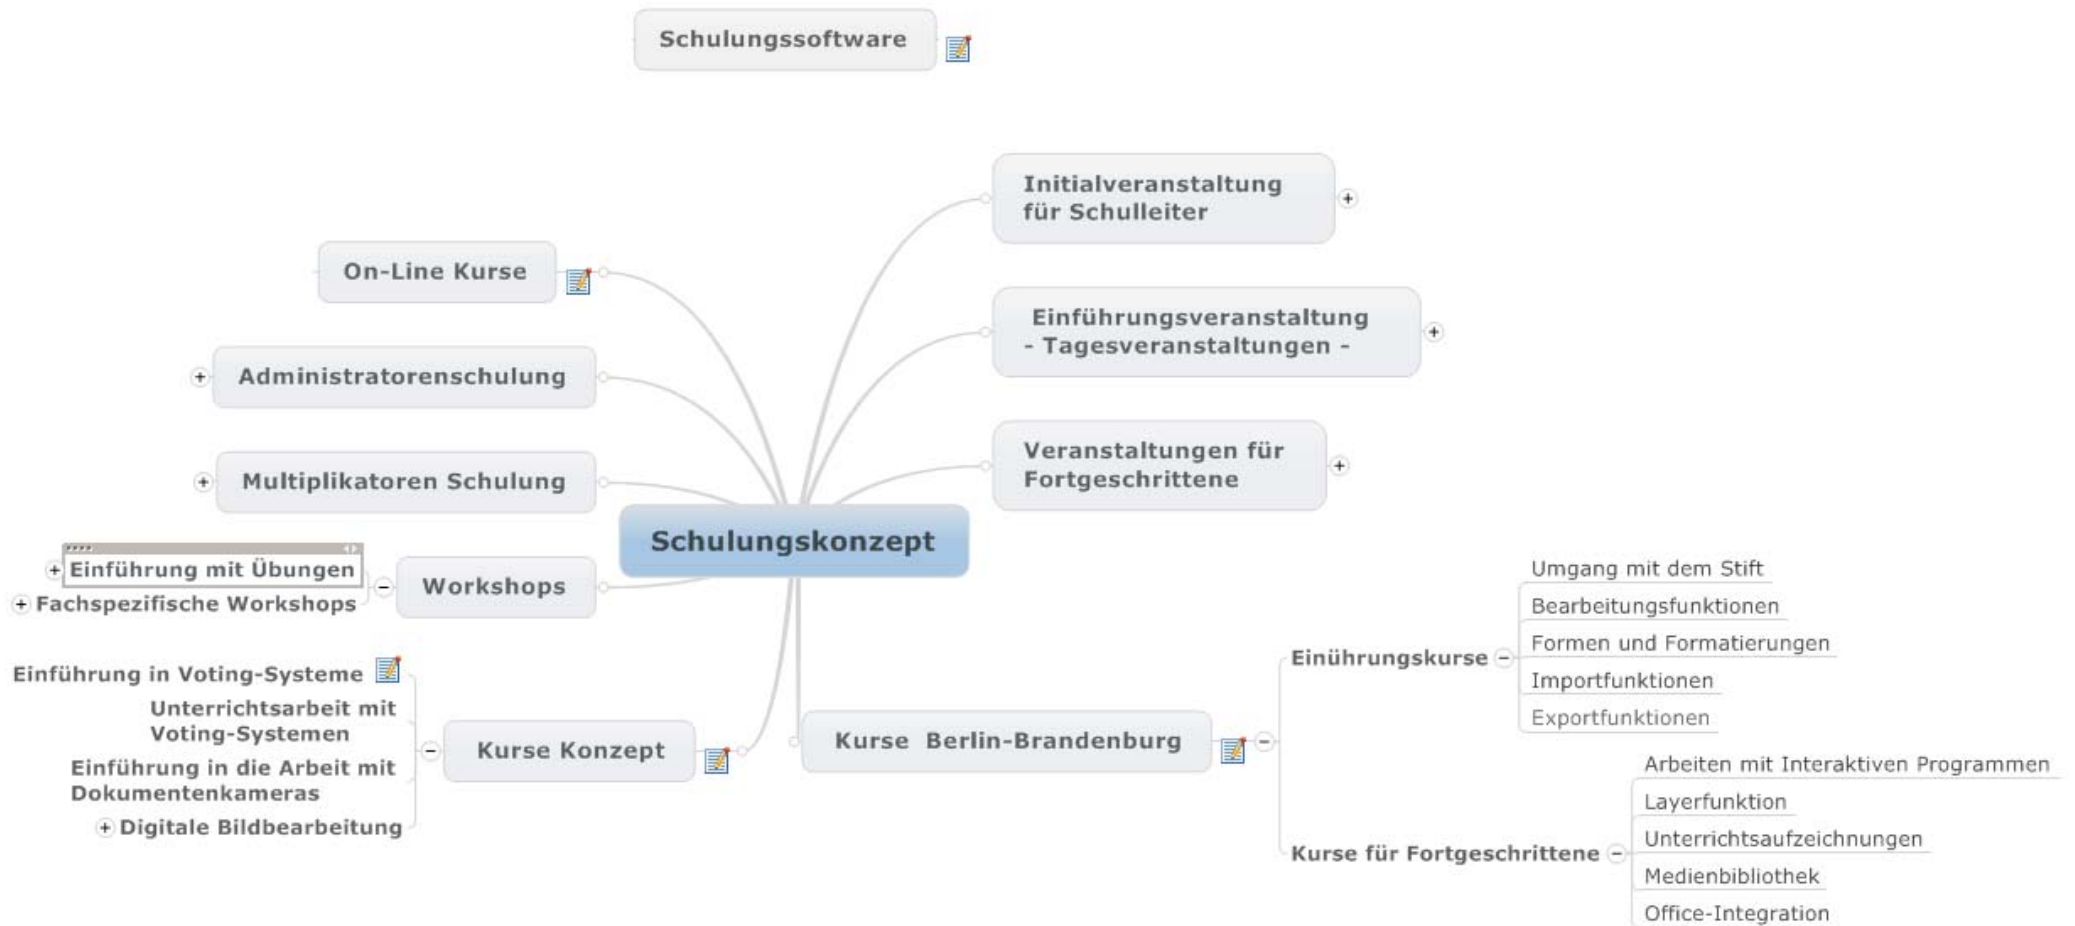 Schulungssoftware
Initialveranstaltung
für Schulleiter
On-Line Kurse
Einführungsveranstaltung
- Tagesveranstaltungen -
Administratorenschulung
Veranstaltungen für
Fortgeschrittene
Multiplikatoren Schulung
Schulungskonzept
Einführung mit Übungen
Fachspezifische Workshops
Workshops
Einführung in Voting-Systeme
Unterrichtsarbeit mit
Voting-Systemen
Einführung in die Arbeit mit
Dokumentenkameras
Digitale Bildbearbeitung
Kurse Konzept
Kurse Berlin-Brandenburg
Einührungskurse
Umgang mit dem Stift
Bearbeitungsfunktionen
Formen und Formatierungen
Importfunktionen
Exportfunktionen
Kurse für Fortgeschrittene
Arbeiten mit Interaktiven Programmen
Layerfunktion
Unterrichtsaufzeichnungen
Medienbibliothek
Office-Integration